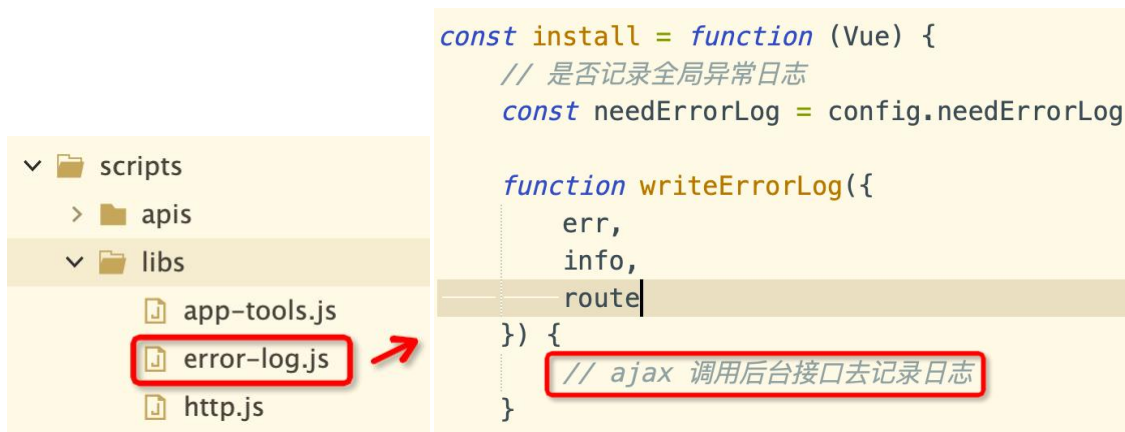 scripts
apis
libs
app-tools.js
error-log.js
http.js
const install = function (Vue) {
// 是否记录全局异常日志
const needErrorLog = config.needErrorLog
function writeErrorLog({
err,
info,
route
}) {
// ajax 调用后台接口去记录日志
}